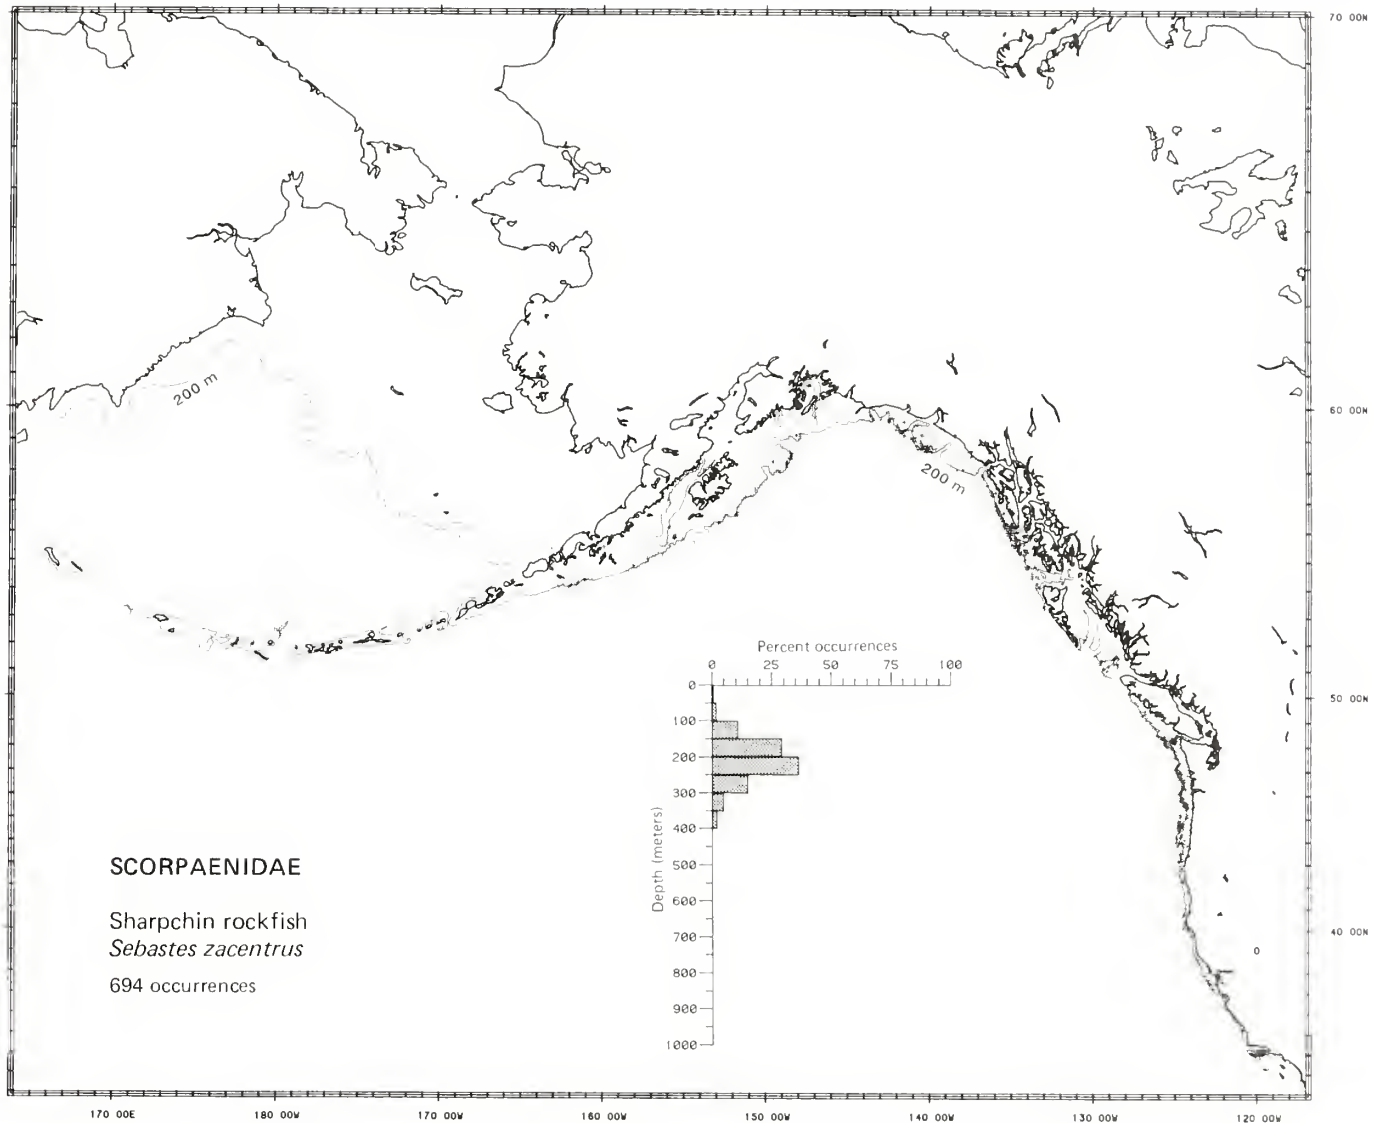 70 00N
200 m
60 00N
200 m
Percent occurrences
0 25 50 75 100
0
100
200
300
400
500
600
700
800
900
1000
Depth (meters)
50 00N
40 00N
SCORPAENIDAE
Sharpchin rockfish
Sebastes zacentrus
694 occurrences
170 00E 180 00W 170 00W 160 00W 150 00W 140 00W 130 00W 120 00W